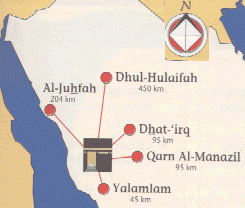 N
Dhul-Hulaifah
450 km
Al-Juhfah
204 km
Dhat-‘irq
95 km
Qarn Al-Manazil
95 km
Yalamlam
45 km